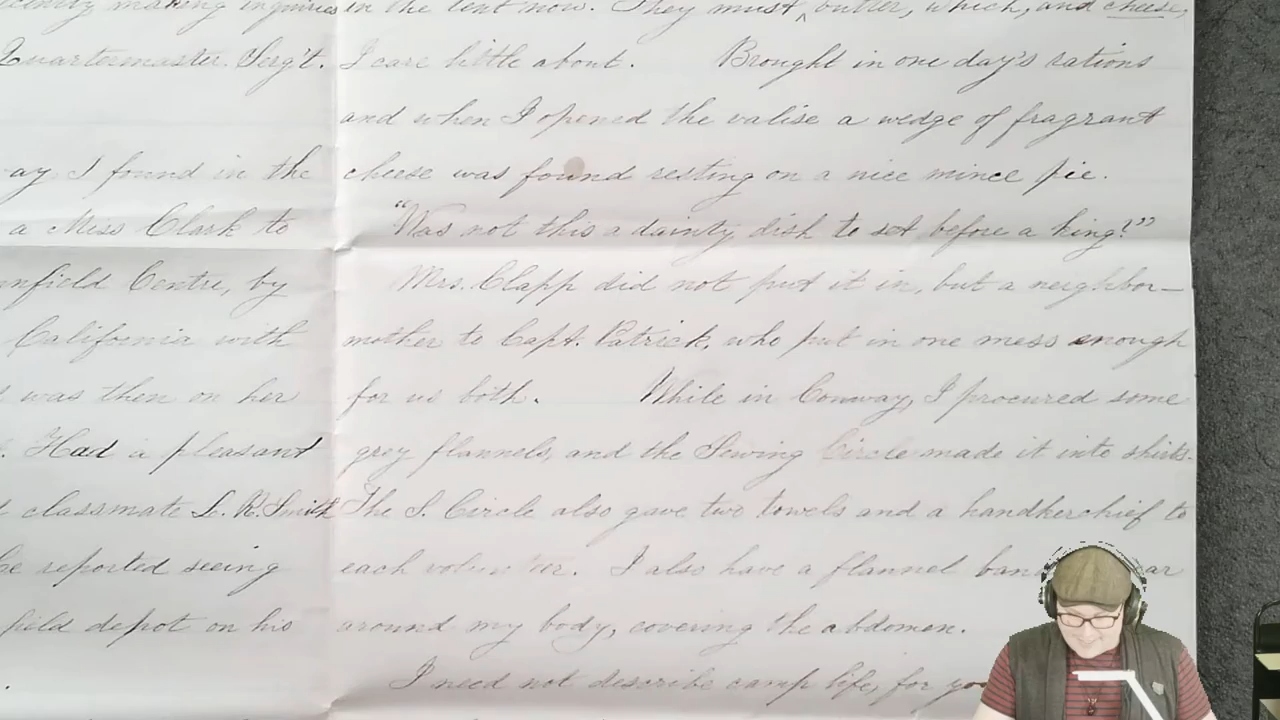 cinity making inquiries
Quartermaster. Serg't.
ay I found in the
a Miss Clark to
nfield Centre, by
California with
was then on her
Had a pleasant
classmate L. R. Smith
he reported seeing
field depot on his
in the tent now. They must, butter, which, and cheese,
I care little about. Brought in one day's rations
and when I opened the valise a wedge of fragrant
cheese was found resting on a nice mince pie.
"Was not this a dainty dish to set before a king?"
Mrs. Clapp did not put it in, but a neighbor—
mother to Capt. Patrick, who put in one mess enough
for us both. While in Conway, I procured some
grey flannels, and the Sewing Circle made it into shirts.
The S. Circle also gave two towels and a handkerchief to
each volunteer. I also have a flannel
around my body, covering the abdomen.
I need not describe camp life, for